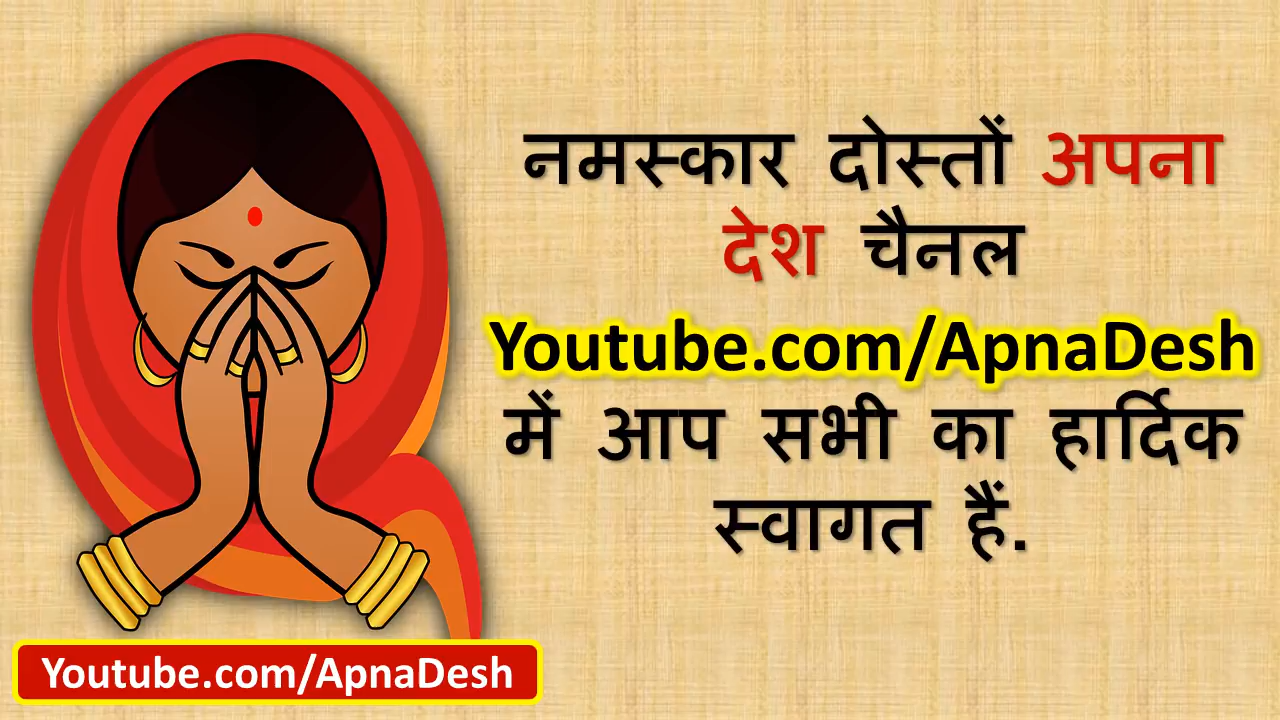 नमस्कार दोस्तों अपना
देश चैनल
Youtube.com/ApnaDesh
में आप सभी का हार्दिक
स्वागत हैं.
Youtube.com/ApnaDesh